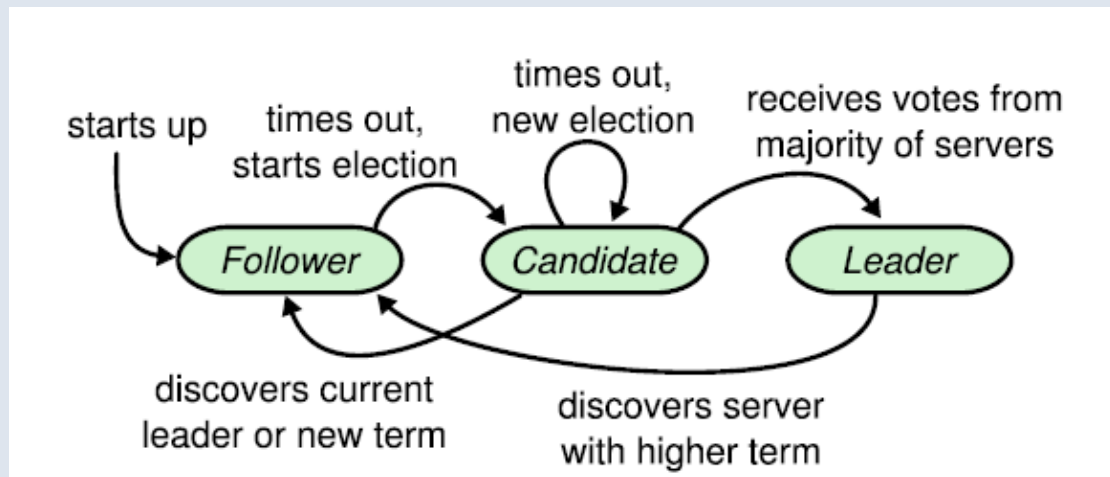 starts up
times out,
starts election
times out,
new election
receives votes from
majority of servers
Follower
Candidate
Leader
discovers current
leader or new term
discovers server
with higher term